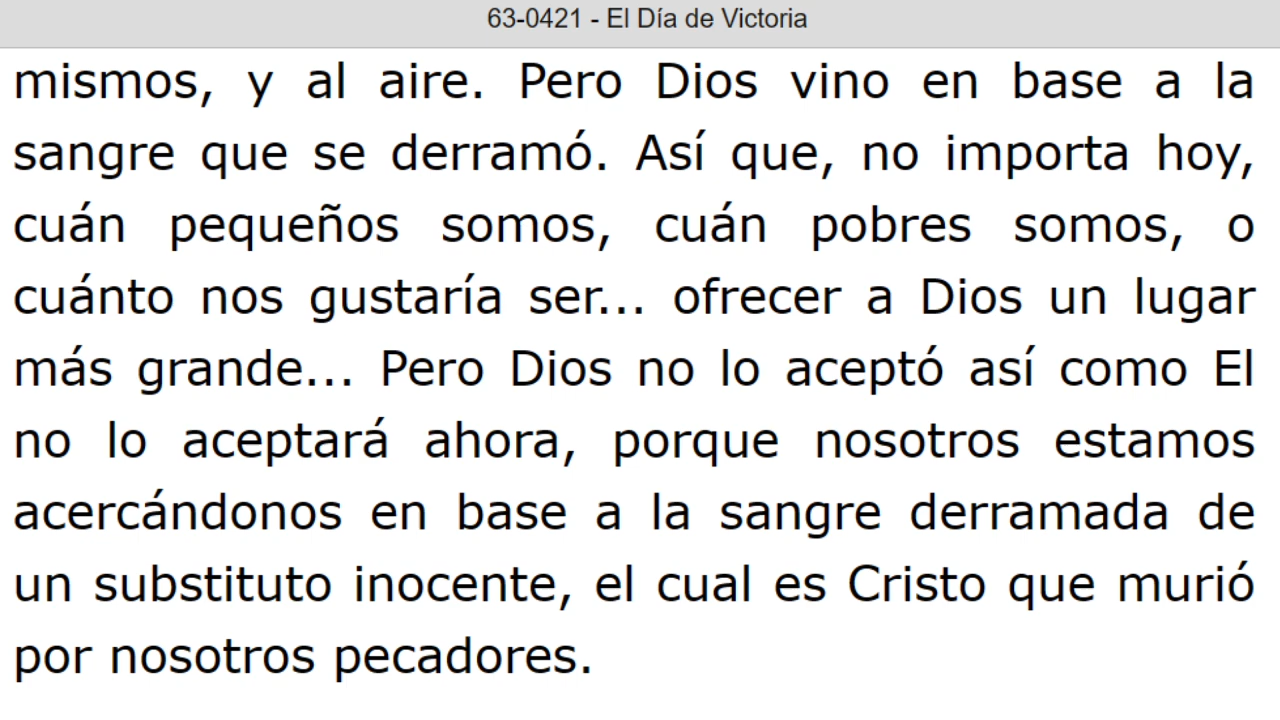 63-0421 - El Día de Victoria
mismos, y al aire. Pero Dios vino en base a la
sangre que se derramó. Así que, no importa hoy,
cuán pequeños somos, cuán pobres somos, o
cuánto nos gustaría ser... ofrecer a Dios un lugar
más grande... Pero Dios no lo aceptó así como El
no lo aceptará ahora, porque nosotros estamos
acercándonos en base a la sangre derramada de
un substituto inocente, el cual es Cristo que murió
por nosotros pecadores.